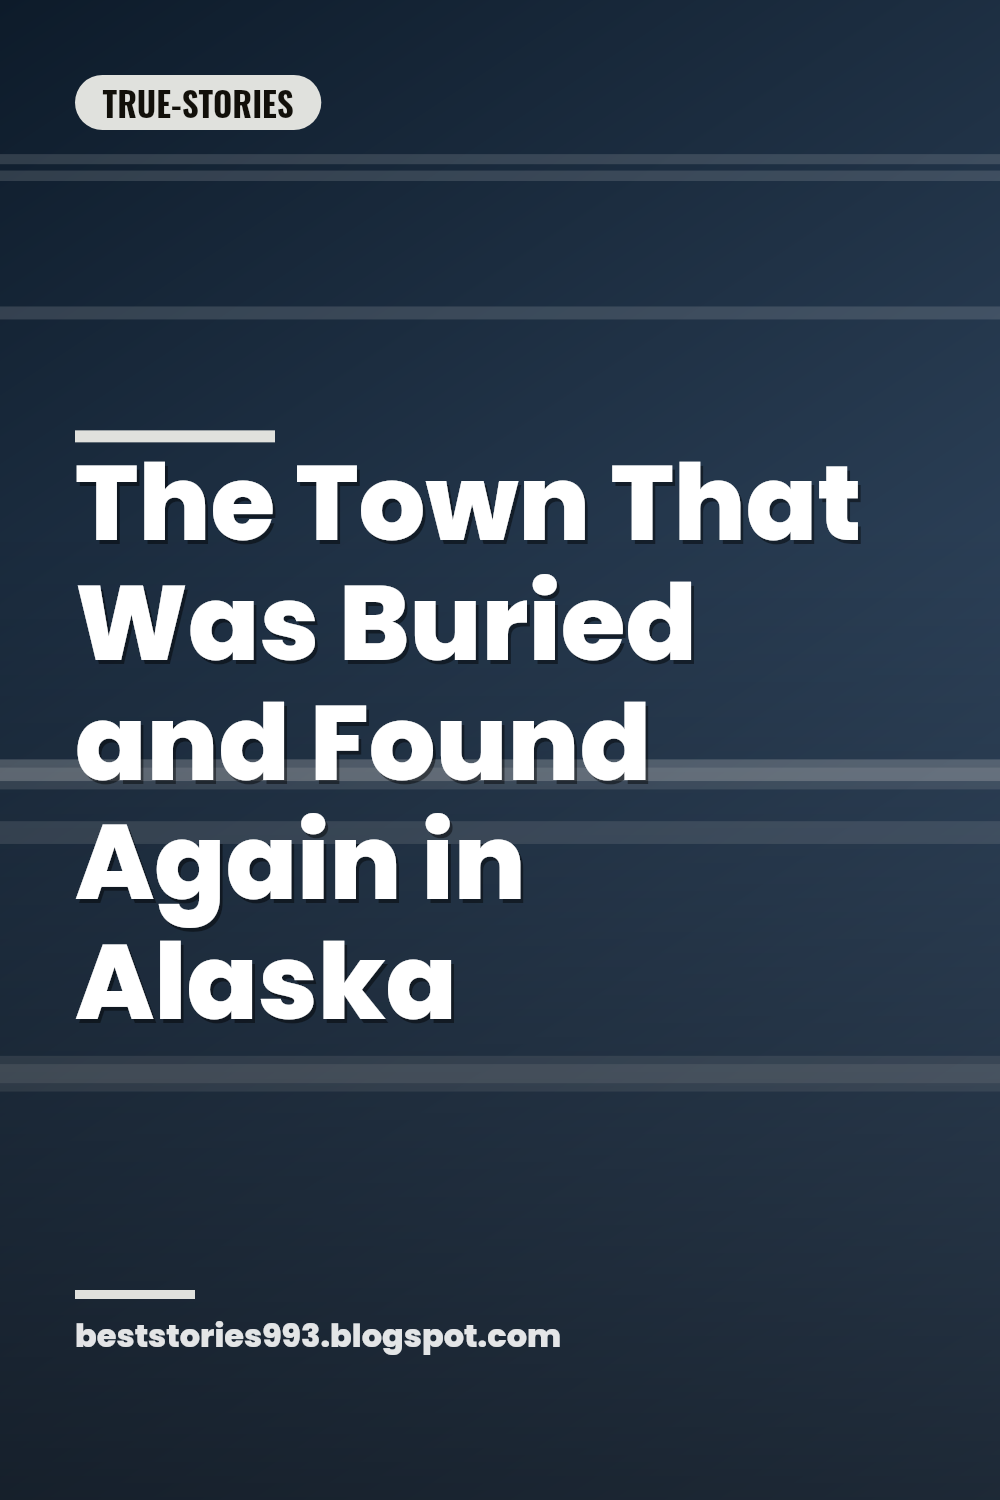 TRUE-STORIES
The Town That
Was Buried
and Found
Again in
Alaska
beststories993.blogspot.com